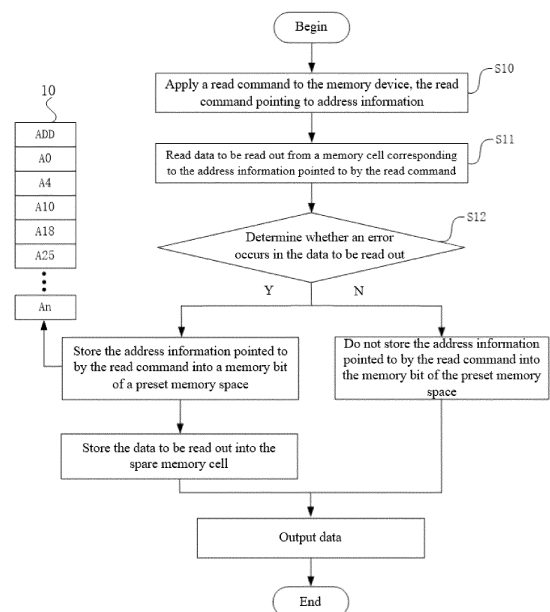 Begin
Apply a read command to the memory device, the read
command pointing to address information
S10
10
ADD
A0
A4
A10
A18
A25
An
Read data to be read out from a memory cell corresponding
to the address information pointed to by the read command
S11
Determine whether an error
occurs in the data to be read out
S12
Y
N
Store the address information pointed to
by the read command into a memory bit
of a preset memory space
Do not store the address information
pointed to by the read command into
the memory bit of the preset memory
space
Store the data to be read out into the
spare memory cell
Output data
End